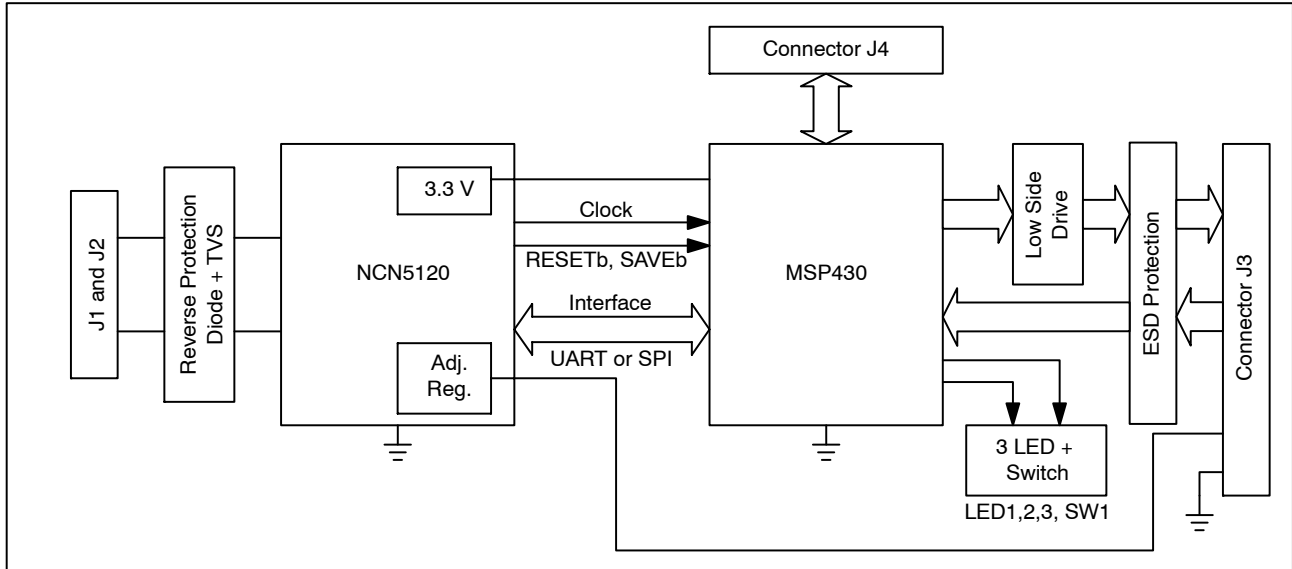 Connector J4
J1 and J2
Reverse Protection
Diode + TVS
NCN5120
3.3 V
Adj.
Reg.
Clock
RESETb, SAVEb
Interface
UART or SPI
MSP430
Low Side
Drive
ESD Protection
Connector J3
3 LED +
Switch
LED1,2,3, SW1